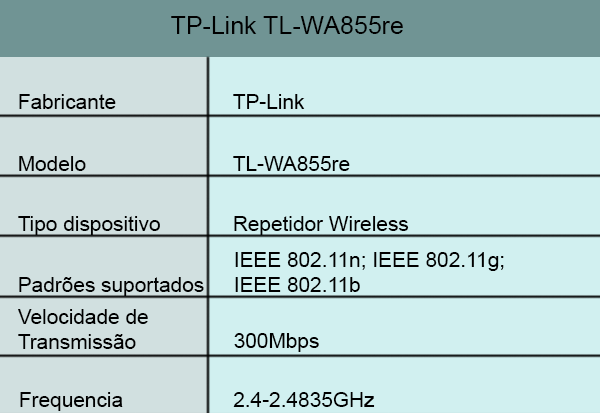 TP-Link TL-WA855re
Fabricante TP-Link
Modelo TL-WA855re
Tipo dispositivo Repetidor Wireless
Padrões suportados IEEE 802.11n; IEEE 802.11g;
IEEE 802.11b
Velocidade de
Transmissão 300Mbps
Frequencia 2.4-2.4835GHz